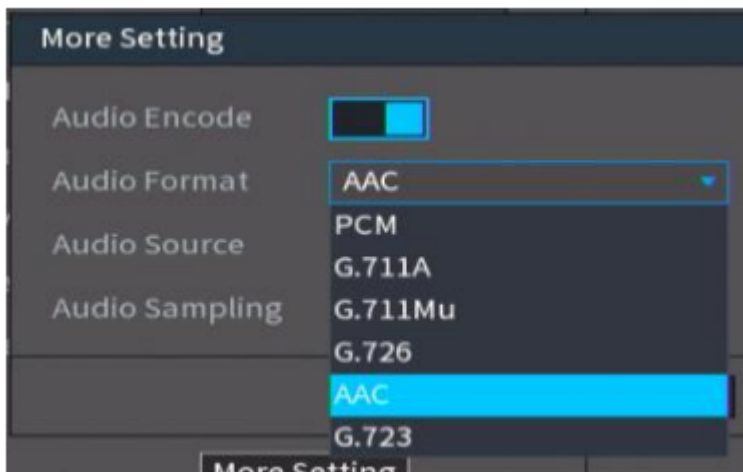 More Setting
Audio Encode
Audio Format AAC
PCM
Audio Source
G.711A
Audio Sampling G.711Mu
G.726
AAC
G.723
More Setting